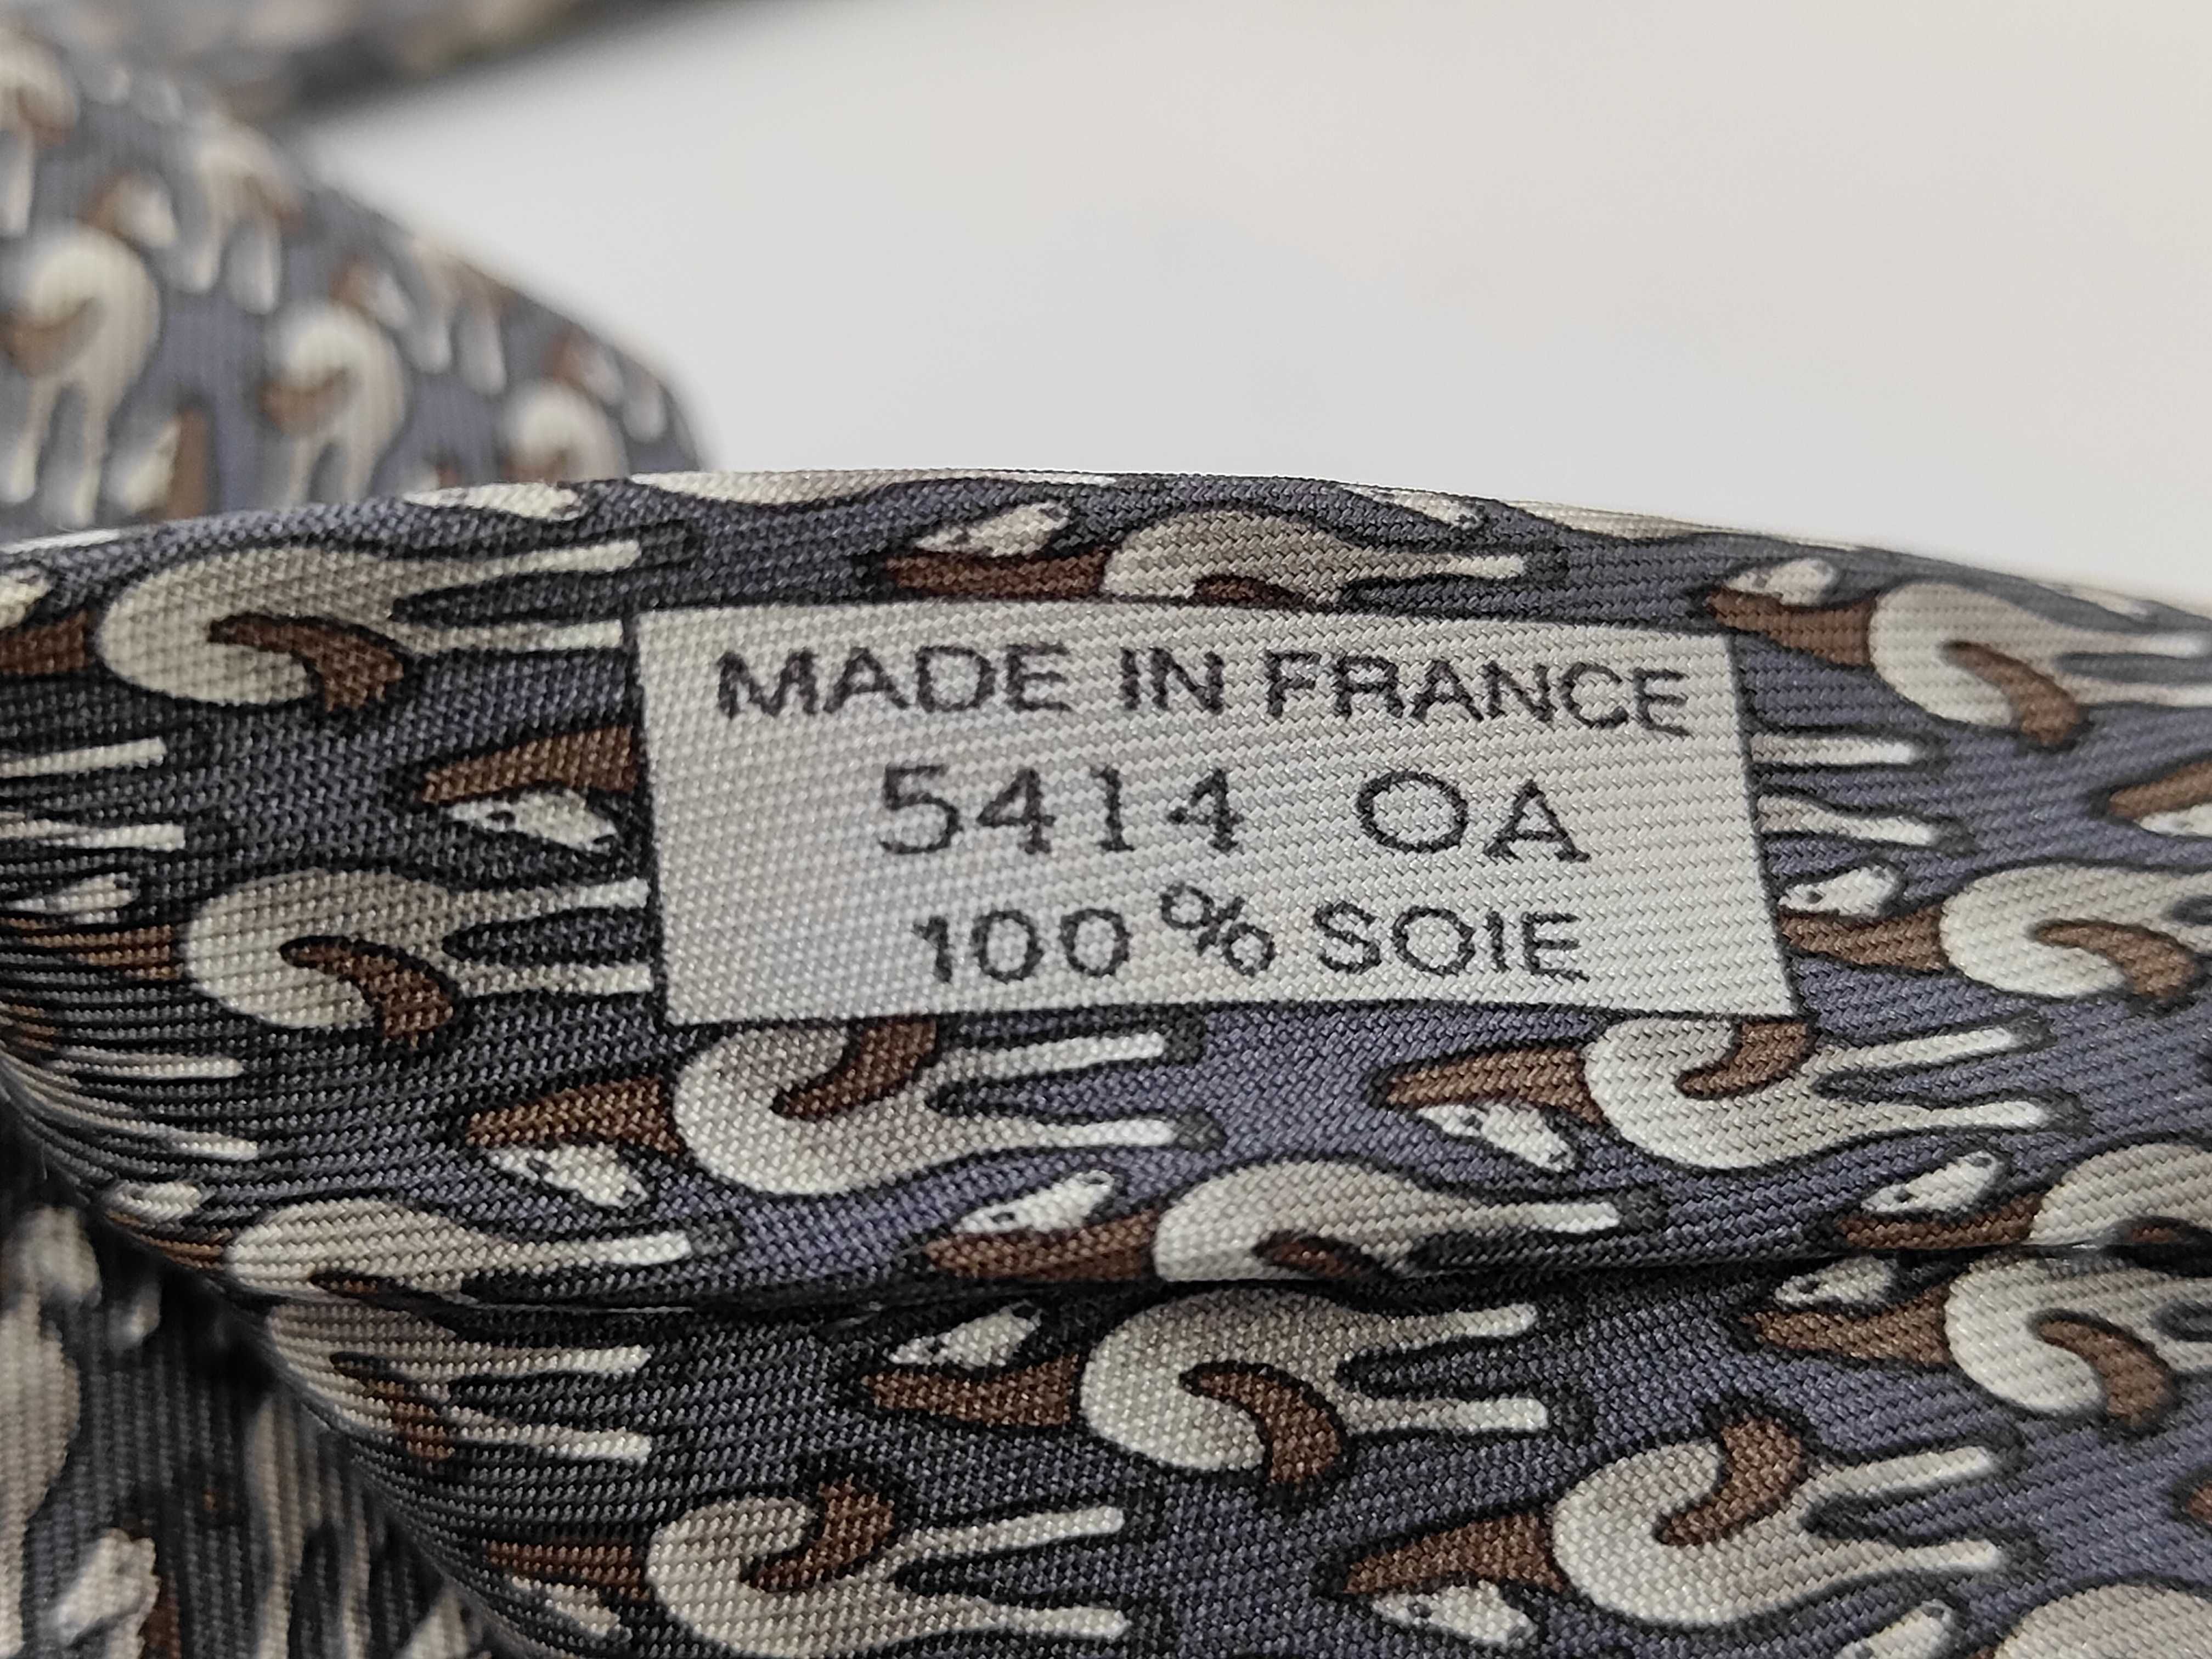 MADE IN FRANCE
5414 OA
100% SOIE